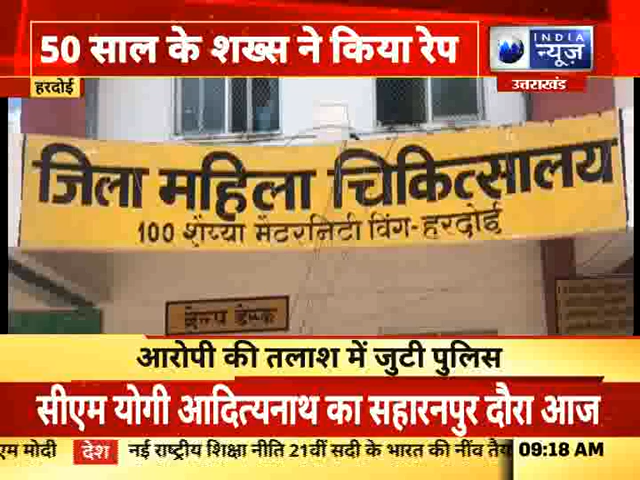 50 साल के शख्स ने किया रेप
INDIA
न्यूज़
हरदोई
उत्तराखंड
जिला महिला चिकित्सालय
100 शैय्या मैटरनिटी विंग-हरदोई
हेल्प डेस्क
आरोपी की तलाश में जुटी पुलिस
सीएम योगी आदित्यनाथ का सहारनपुर दौरा आज
एम मोदी देश नई राष्ट्रीय शिक्षा नीति 21वीं सदी के भारत की नींव तैय 09:18 AM